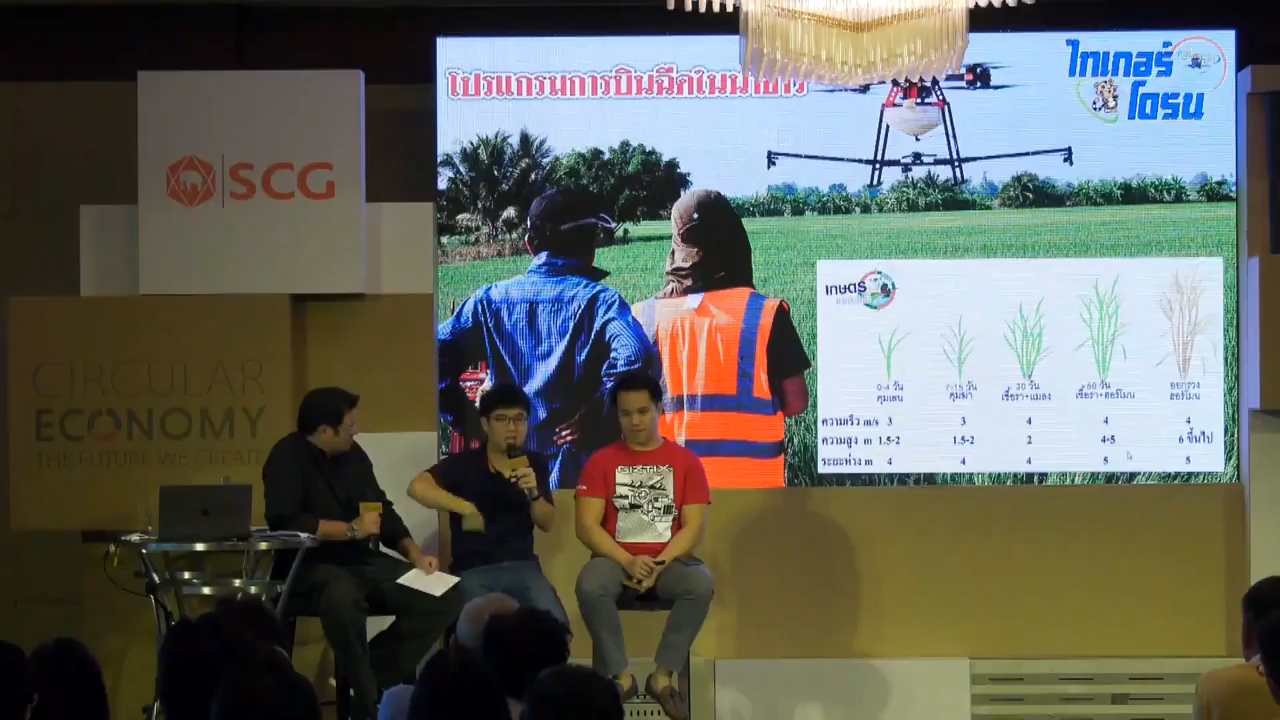 SCG
CIRCULAR
ECONOMY
THE FUTURE WE CREATE
โปรแกรมการบินฉีดในนาข้าว
ไทเกอร์
โดรน
เกษตร
0-4 วัน
คุมเลน
7-15 วัน
คุมฆ่า
30 วัน
เชื้อรา+แมลง
เชื้อรา+ฮอร์โมน
ออกรวง
ฮอร์โมน
ความเร็ว m/s 3 3 4 4 4
ความสูง m 1.5-2 1.5-2 2 4-5 6 ขึ้นไป
ระยะห่าง m 4 4 4 5 5